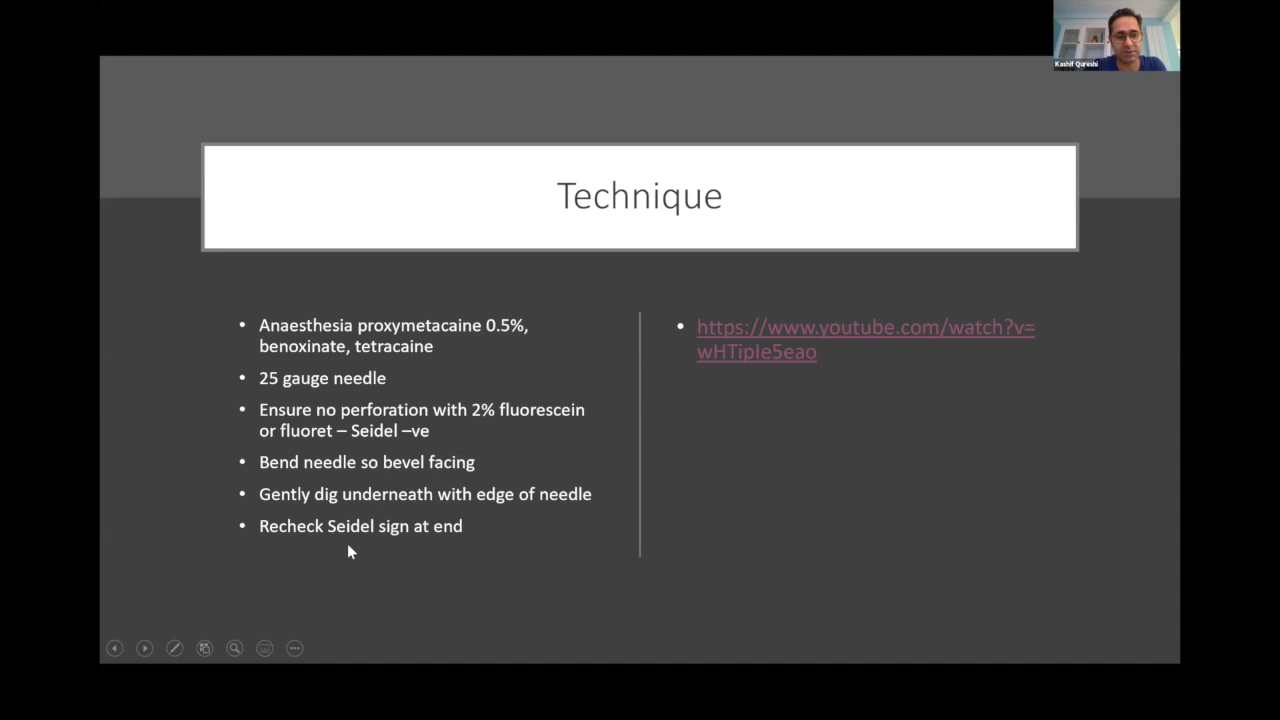 Kashif Qureshi
Technique
• Anaesthesia proxymetacaine 0.5%,
benoxinate, tetracaine
• 25 gauge needle
• Ensure no perforation with 2% fluorescein
or fluoret – Seidel –ve
• Bend needle so bevel facing
• Gently dig underneath with edge of needle
• Recheck Seidel sign at end
• https://www.youtube.com/watch?v=
wHTiple5eao